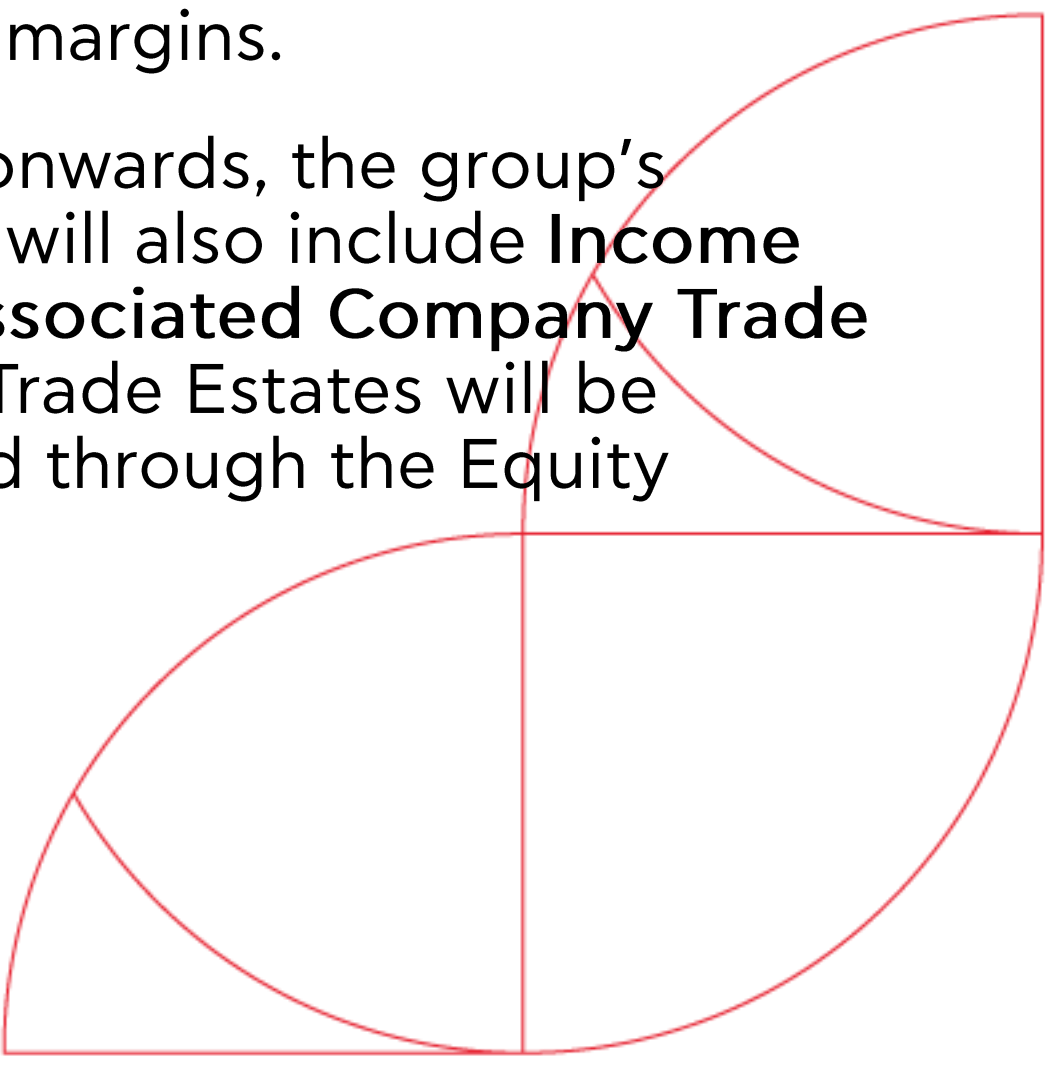 margins.
onwards, the group’s
will also include Income
ssociated Company Trade
Trade Estates will be
d through the Equity